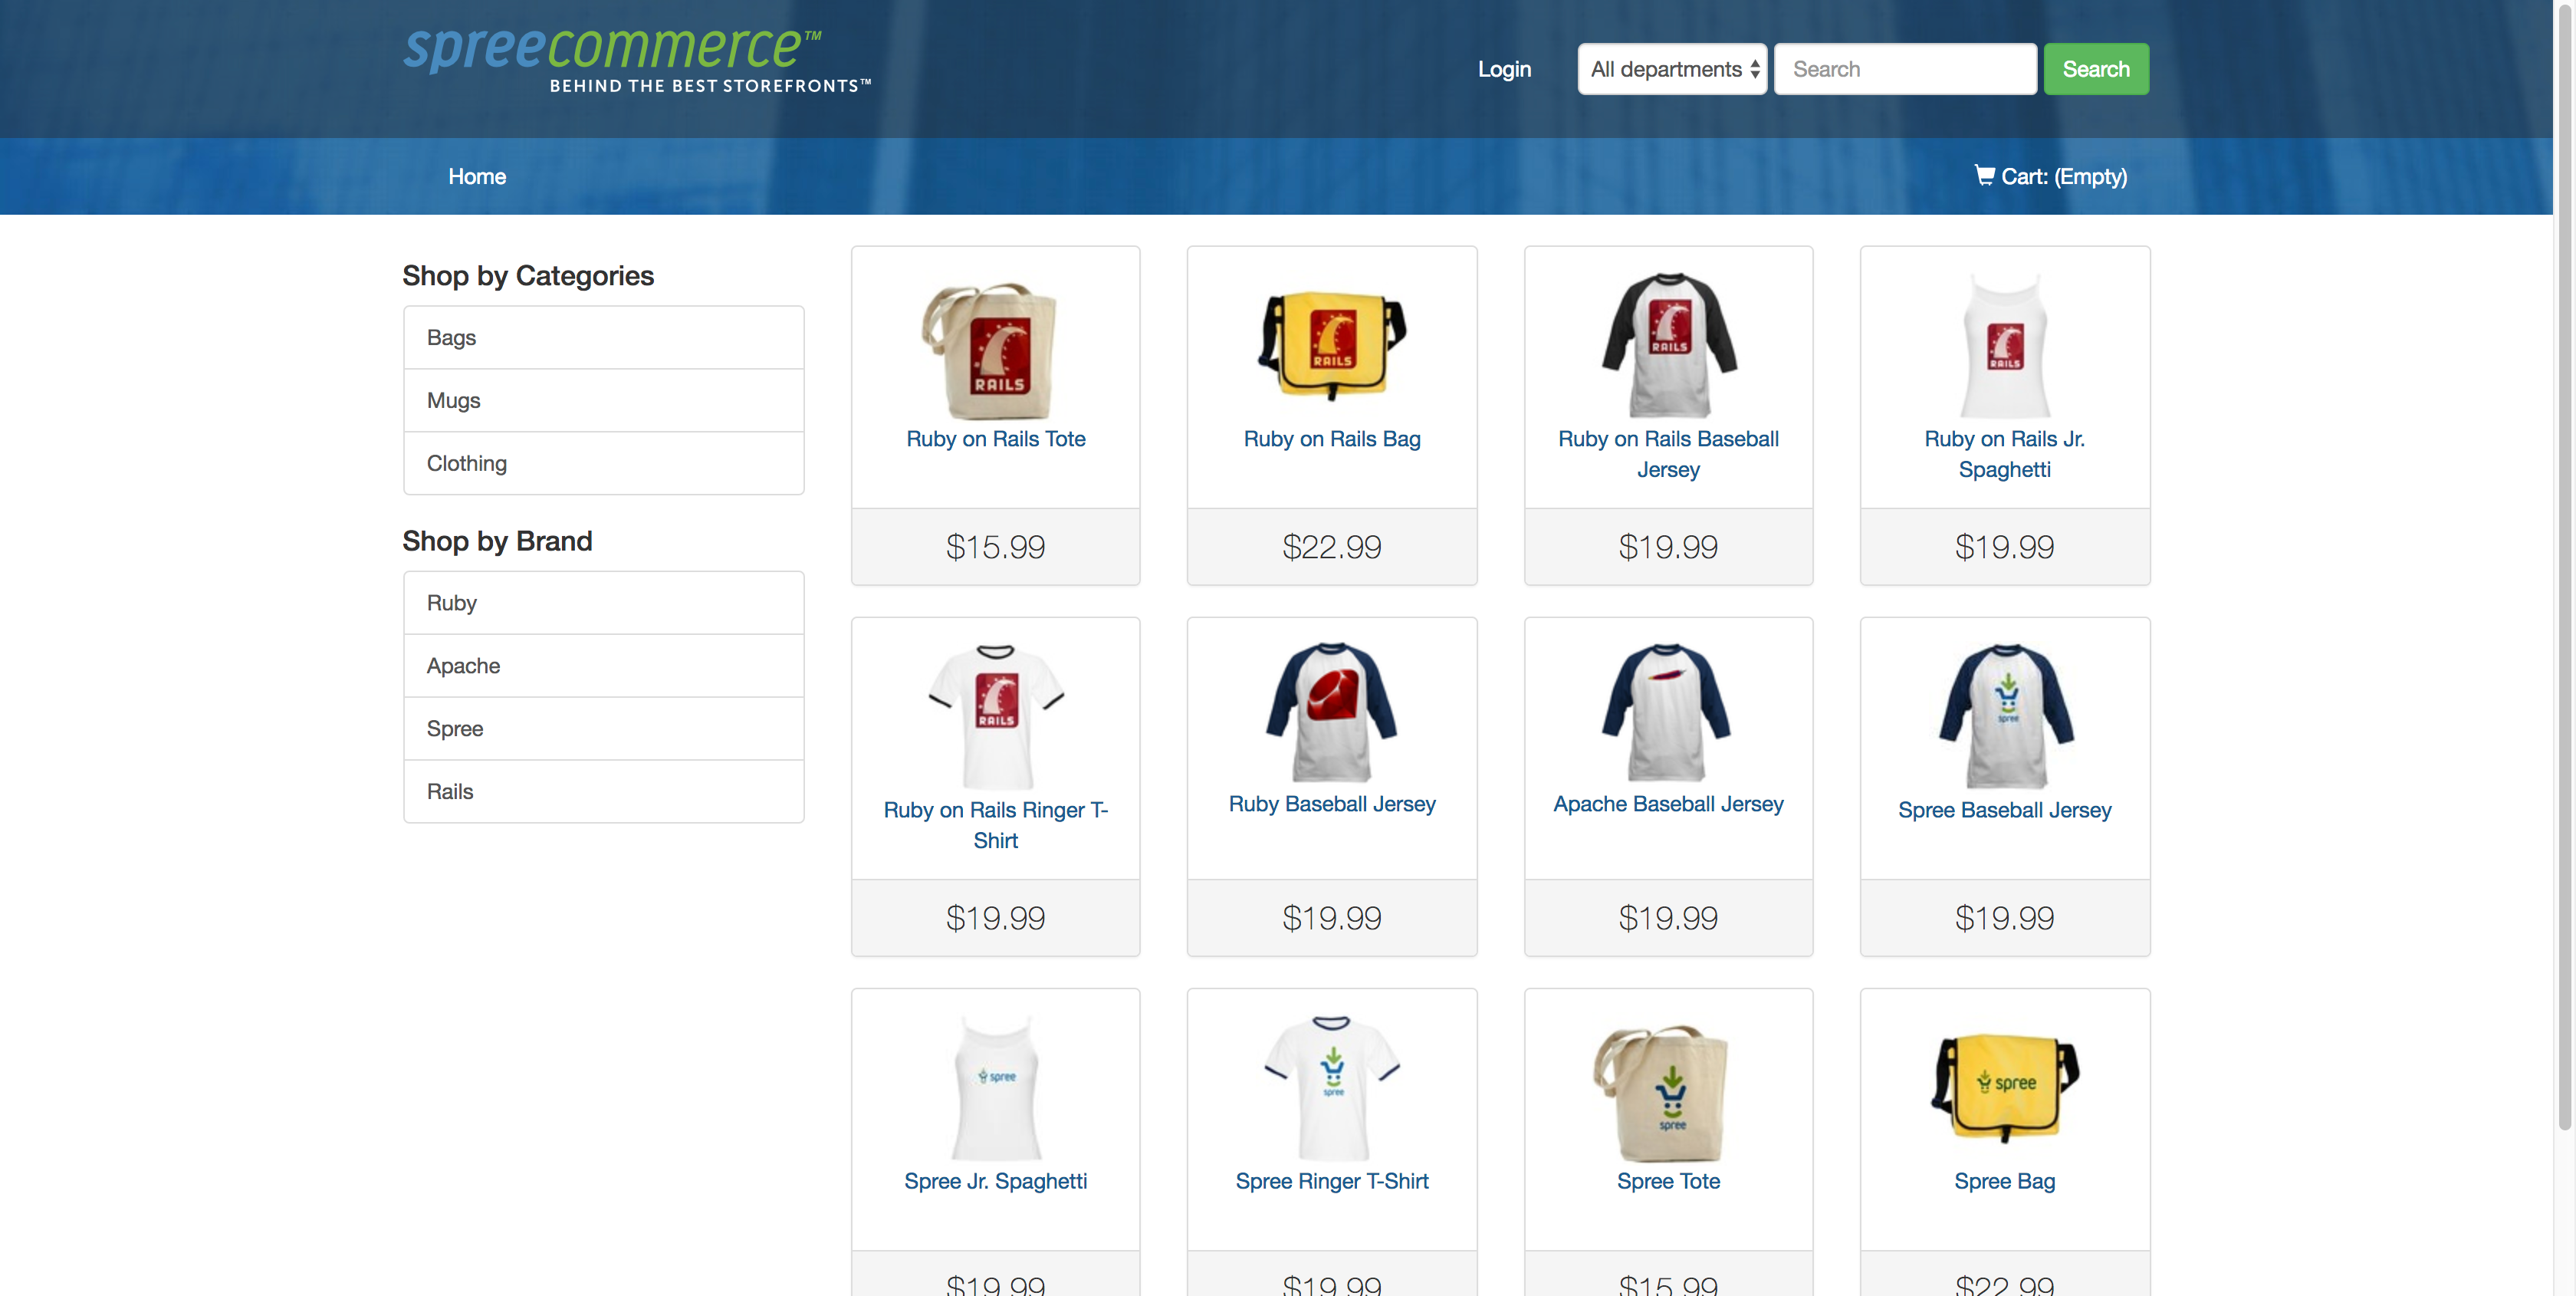 spreecommerce™
BEHIND THE BEST STOREFRONTS™
Login
All departments
Search
Search
Home
Cart: (Empty)
Shop by Categories
Bags
Mugs
Clothing
Shop by Brand
Ruby
Apache
Spree
Rails
RAILS
Ruby on Rails Tote
$15.99
RAILS
Ruby on Rails Bag
$22.99
RAILS
Ruby on Rails Baseball
Jersey
$19.99
RAILS
Ruby on Rails Jr.
Spaghetti
$19.99
RAILS
Ruby on Rails Ringer T-
Shirt
$19.99
Ruby Baseball Jersey
$19.99
Apache Baseball Jersey
$19.99
spree
Spree Baseball Jersey
$19.99
spree
Spree Jr. Spaghetti
$19.99
spree
Spree Ringer T-Shirt
$19.99
spree
Spree Tote
$15.99
spree
Spree Bag
$22.99